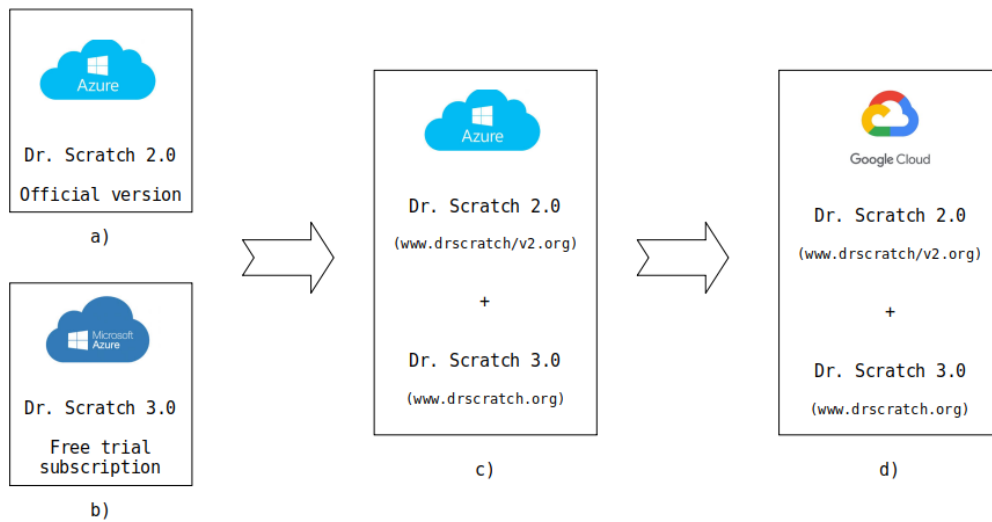 Azure
Dr. Scratch 2.0
Official version
a)
Microsoft
Azure
Dr. Scratch 3.0
Free trial
subscription
b)
Azure
Dr. Scratch 2.0
(www.drscratch/v2.org)
+
Dr. Scratch 3.0
(www.drscratch.org)
c)
Google Cloud
Dr. Scratch 2.0
(www.drscratch/v2.org)
+
Dr. Scratch 3.0
(www.drscratch.org)
d)